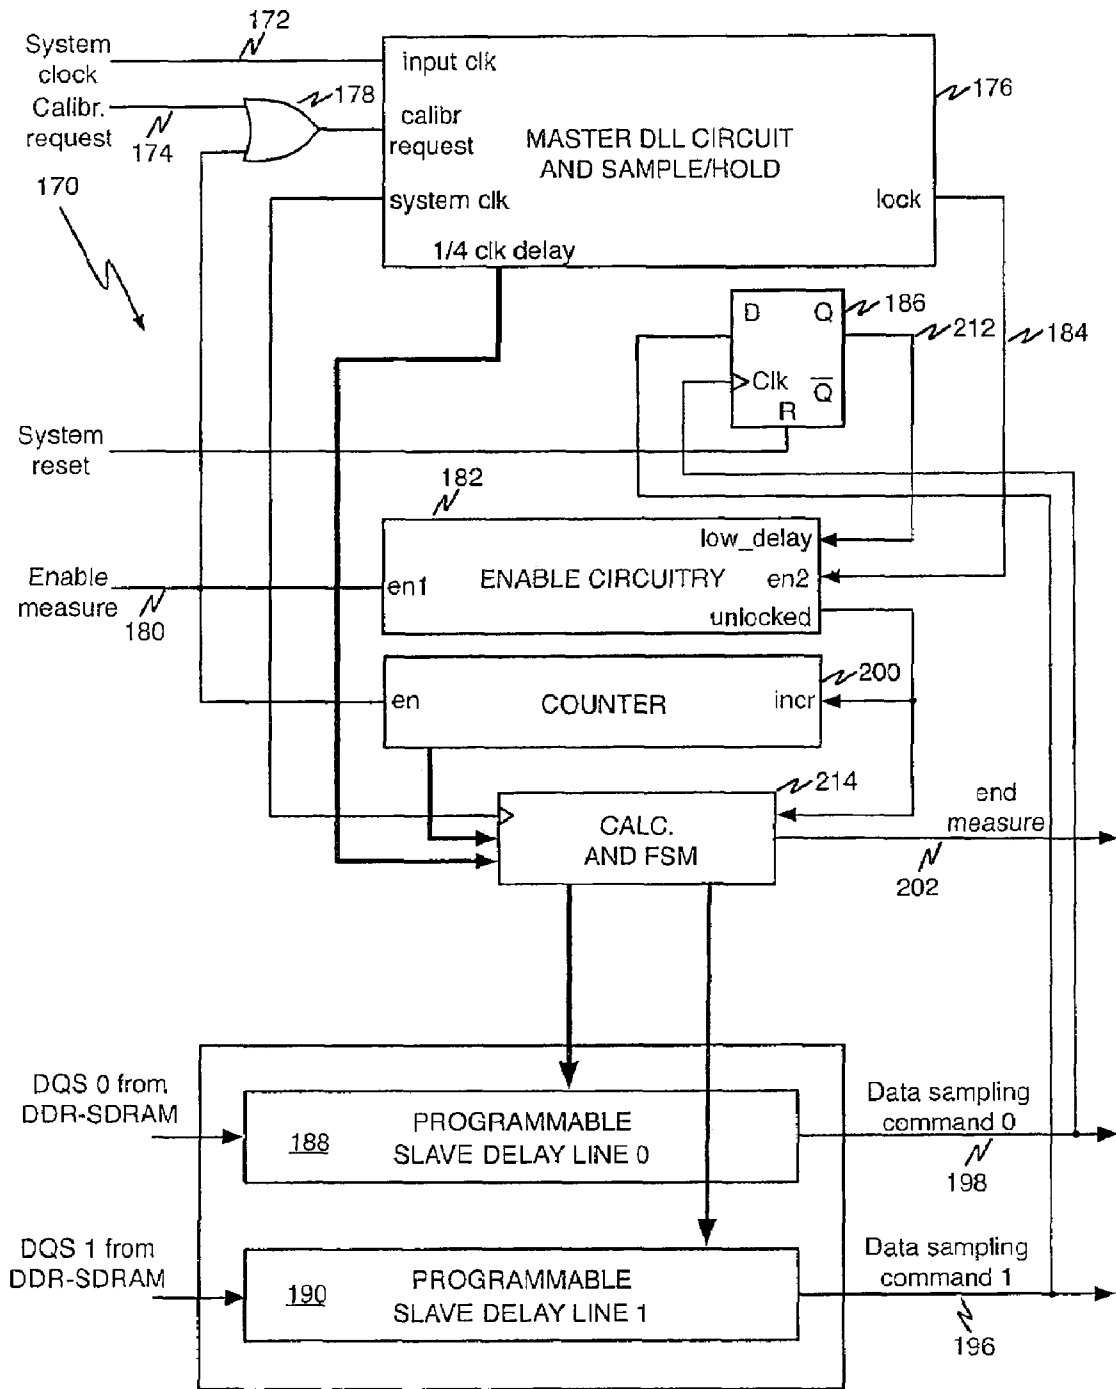 172
System
clock
Calibr.
request
174
178
170
input clk
calibr
request
system clk
1/4 clk delay
MASTER DLL CIRCUIT
AND SAMPLE/HOLD
lock
176
D Q
Clk Q
R
186
212
184
System
reset
182
low_delay
ENABLE CIRCUITRY
en1
en2
unlocked
Enable
measure
180
200
en
COUNTER
incr
214
CALC.
AND FSM
end
measure
202
DQS 0 from
DDR-SDRAM
188
PROGRAMMABLE
SLAVE DELAY LINE 0
Data sampling
command 0
198
DQS 1 from
DDR-SDRAM
190
PROGRAMMABLE
SLAVE DELAY LINE 1
Data sampling
command 1
196